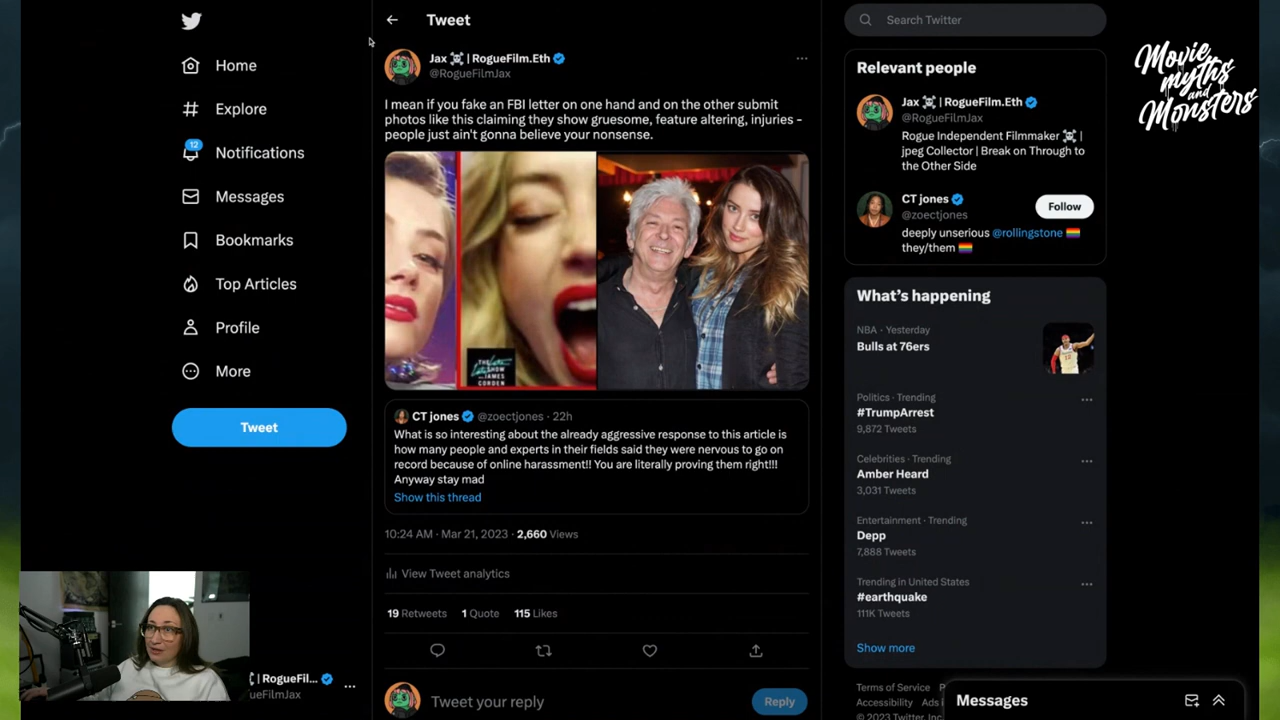 Home
Explore
12
Notifications
Messages
Bookmarks
Top Articles
Profile
More
Tweet
RogueFil...
ueFilmJax
Tweet
Jax ☠️ | RogueFilm.Eth
@RogueFilmJax
I mean if you fake an FBI letter on one hand and on the other submit
photos like this claiming they show gruesome, feature altering, injuries –
people just ain't gonna believe your nonsense.
THE
LATE LATE
SHOW
JAMES
CORDEN
CT jones @zoectjones · 22h
What is so interesting about the already aggressive response to this article is
how many people and experts in their fields said they were nervous to go on
record because of online harassment!! You are literally proving them right!!!
Anyway stay mad
Show this thread
10:24 AM · Mar 21, 2023 · 2,660 Views
View Tweet analytics
19 Retweets 1 Quote 115 Likes
Tweet your reply
Reply
Search Twitter
Relevant people
Jax ☠️ | RogueFilm.Eth
@RogueFilmJax
Rogue Independent Filmmaker ☠️ |
jpeg Collector | Break on Through to
the Other Side
CT jones
@zoectjones
Follow
deeply unserious @rollingstone 🏳️‍🌈
they/them 🏳️‍🌈
What's happening
NBA · Yesterday
Bulls at 76ers
Politics · Trending
#TrumpArrest
9,872 Tweets
Celebrities · Trending
Amber Heard
3,031 Tweets
Entertainment · Trending
Depp
7,888 Tweets
Trending in United States
#earthquake
111K Tweets
Show more
Terms of Service
Accessibility Ads
© 2023 Twitter, Inc.
Messages
Movie
myths
and
Monsters